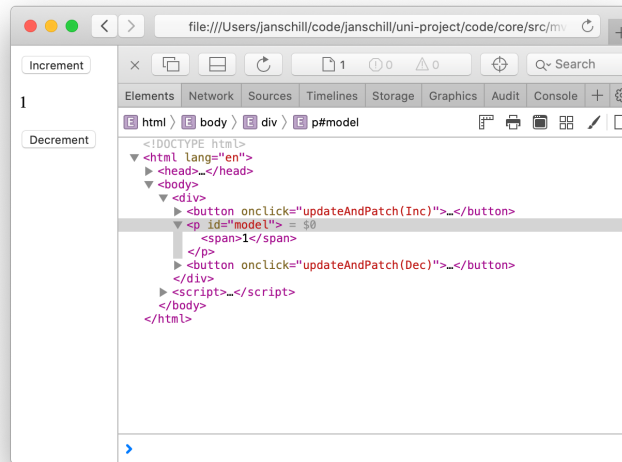 file:///Users/janschill/code/janschill/uni-project/code/core/src/mv
Increment
1
Decrement
1 0 0 Search
Elements Network Sources Timelines Storage Graphics Audit Console
E html E body E div E p#model
<!DOCTYPE html>
<html lang="en">
<head>…</head>
<body>
<div>
<button onclick="updateAndPatch(Inc)">…</button>
<p id="model"> = $0
<span>1</span>
</p>
<button onclick="updateAndPatch(Dec)">…</button>
</div>
<script>…</script>
</body>
</html>